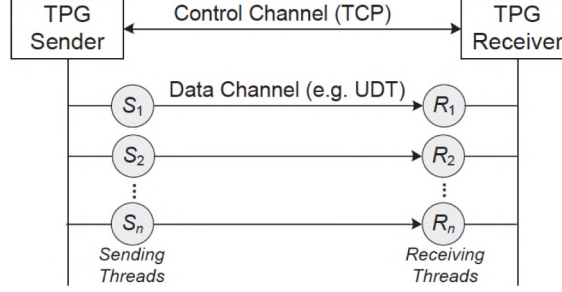 TPG
Sender
Control Channel (TCP)
TPG
Receiver
Data Channel (e.g. UDT)
S1
R1
S2
R2
Sn
Rn
Sending
Threads
Receiving
Threads